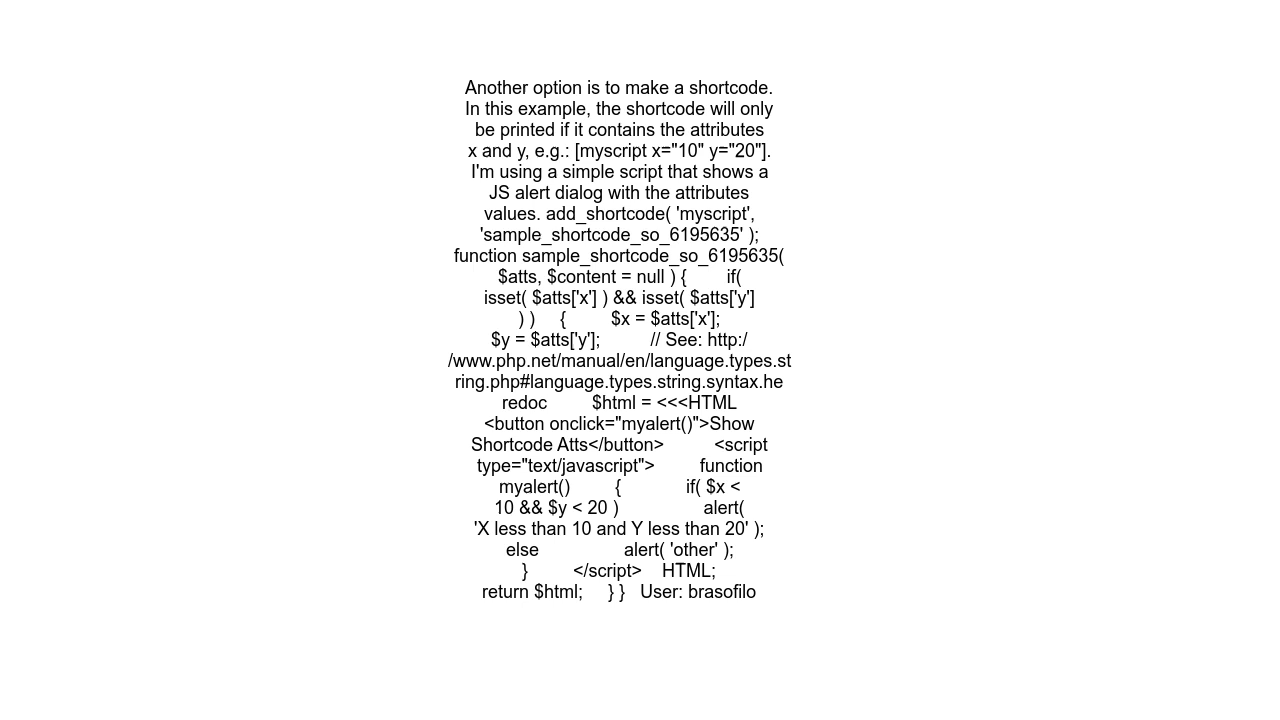 Another option is to make a shortcode.
In this example, the shortcode will only
be printed if it contains the attributes
x and y, e.g.: [myscript x="10" y="20"].
I'm using a simple script that shows a
JS alert dialog with the attributes
values. add_shortcode( 'myscript',
'sample_shortcode_so_6195635' );
function sample_shortcode_so_6195635(
$atts, $content = null ) {        if(
isset( $atts['x'] ) && isset( $atts['y']
) )     {         $x = $atts['x'];
$y = $atts['y'];          // See: http:/
/www.php.net/manual/en/language.types.st
ring.php#language.types.string.syntax.he
redoc         $html = <<<HTML
<button onclick="myalert()">Show
Shortcode Atts</button>          <script
type="text/javascript">         function
myalert()         {             if( $x <
10 && $y < 20 )                 alert(
'X less than 10 and Y less than 20' );
else                 alert( 'other' );
}         </script>    HTML;
return $html;     } }   User: brasofilo